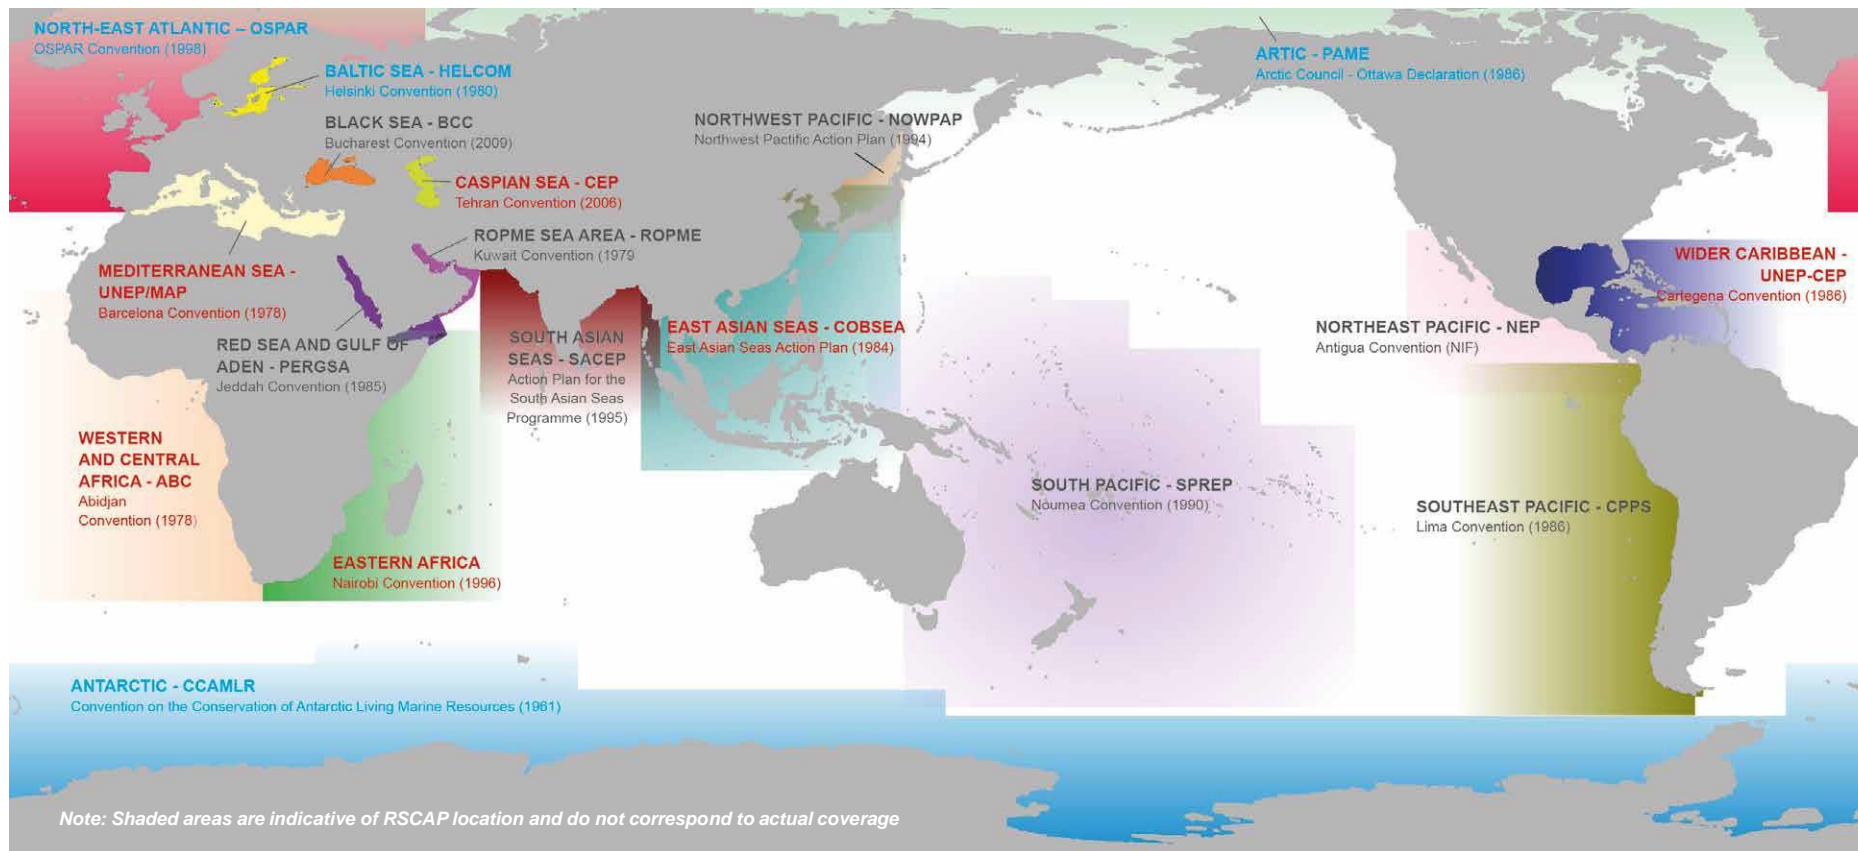 NORTH-EAST ATLANTIC – OSPAR
OSPAR Convention (1998)
ARTIC - PAME
Arctic Council - Ottawa Declaration (1986)
BALTIC SEA - HELCOM
Helsinki Convention (1980)
BLACK SEA - BCC
Bucharest Convention (2009)
NORTHWEST PACIFIC - NOWPAP
Northwest Pactific Action Plan (1994)
CASPIAN SEA - CEP
Tehran Convention (2006)
ROPME SEA AREA - ROPME
Kuwait Convention (1979
MEDITERRANEAN SEA -
UNEP/MAP
Barcelona Convention (1978)
WIDER CARIBBEAN -
UNEP-CEP
Cartegena Convention (1986)
RED SEA AND GULF OF
ADEN - PERGSA
Jeddah Convention (1985)
SOUTH ASIAN
SEAS - SACEP
Action Plan for the
South Asian Seas
Programme (1995)
EAST ASIAN SEAS - COBSEA
East Asian Seas Action Plan (1984)
NORTHEAST PACIFIC - NEP
Antigua Convention (NIF)
WESTERN
AND CENTRAL
AFRICA - ABC
Abidjan
Convention (1978)
SOUTH PACIFIC - SPREP
Noumea Convention (1990)
SOUTHEAST PACIFIC - CPPS
Lima Convention (1986)
EASTERN AFRICA
Nairobi Convention (1996)
ANTARCTIC - CCAMLR
Convention on the Conservation of Antarctic Living Marine Resources (1961)
Note: Shaded areas are indicative of RSCAP location and do not correspond to actual coverage